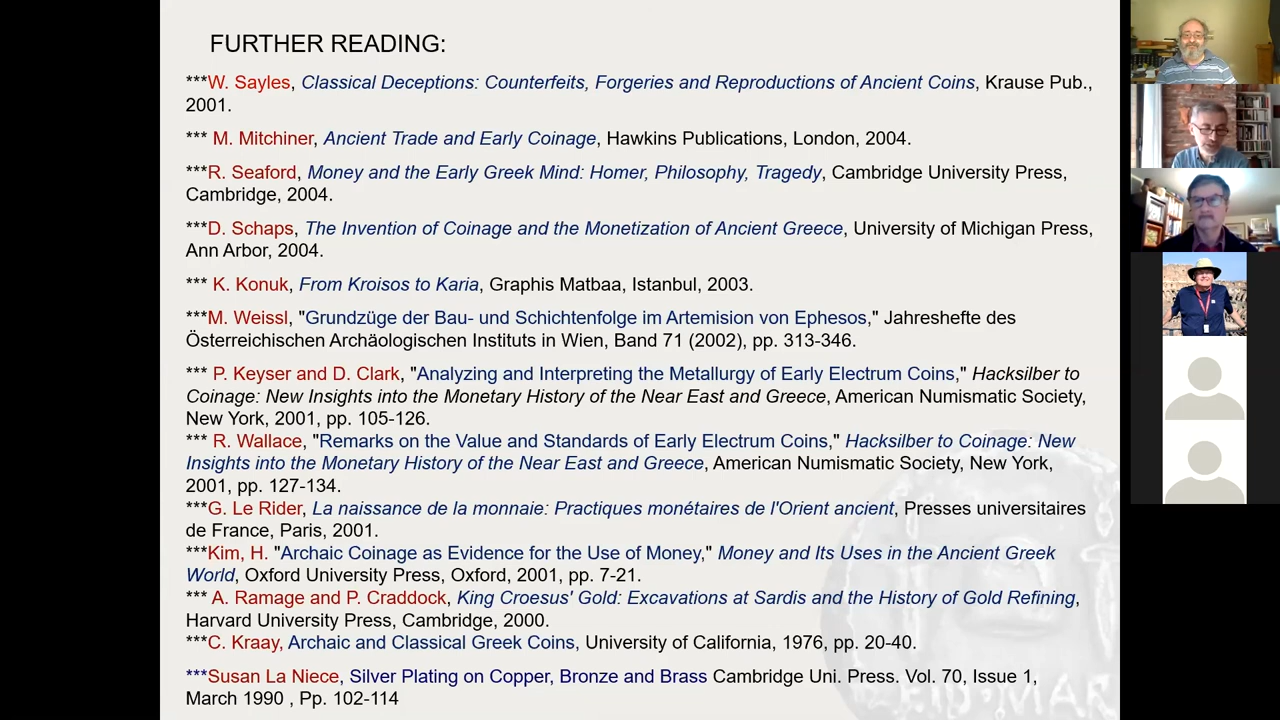 FURTHER READING:
***W. Sayles, Classical Deceptions: Counterfeits, Forgeries and Reproductions of Ancient Coins, Krause Pub.,
2001.
*** M. Mitchiner, Ancient Trade and Early Coinage, Hawkins Publications, London, 2004.
***R. Seaford, Money and the Early Greek Mind: Homer, Philosophy, Tragedy, Cambridge University Press,
Cambridge, 2004.
***D. Schaps, The Invention of Coinage and the Monetization of Ancient Greece, University of Michigan Press,
Ann Arbor, 2004.
*** K. Konuk, From Kroisos to Karia, Graphis Matbaa, Istanbul, 2003.
***M. Weissl, "Grundzüge der Bau- und Schichtenfolge im Artemision von Ephesos," Jahreshefte des
Österreichischen Archäologischen Instituts in Wien, Band 71 (2002), pp. 313-346.
*** P. Keyser and D. Clark, "Analyzing and Interpreting the Metallurgy of Early Electrum Coins," Hacksilber to
Coinage: New Insights into the Monetary History of the Near East and Greece, American Numismatic Society,
New York, 2001, pp. 105-126.
*** R. Wallace, "Remarks on the Value and Standards of Early Electrum Coins," Hacksilber to Coinage: New
Insights into the Monetary History of the Near East and Greece, American Numismatic Society, New York,
2001, pp. 127-134.
***G. Le Rider, La naissance de la monnaie: Practiques monétaires de l'Orient ancient, Presses universitaires
de France, Paris, 2001.
***Kim, H. "Archaic Coinage as Evidence for the Use of Money," Money and Its Uses in the Ancient Greek
World, Oxford University Press, Oxford, 2001, pp. 7-21.
*** A. Ramage and P. Craddock, King Croesus' Gold: Excavations at Sardis and the History of Gold Refining,
Harvard University Press, Cambridge, 2000.
***C. Kraay, Archaic and Classical Greek Coins, University of California, 1976, pp. 20-40.
***Susan La Niece, Silver Plating on Copper, Bronze and Brass Cambridge Uni. Press. Vol. 70, Issue 1,
March 1990 , Pp. 102-114
EID·MAR